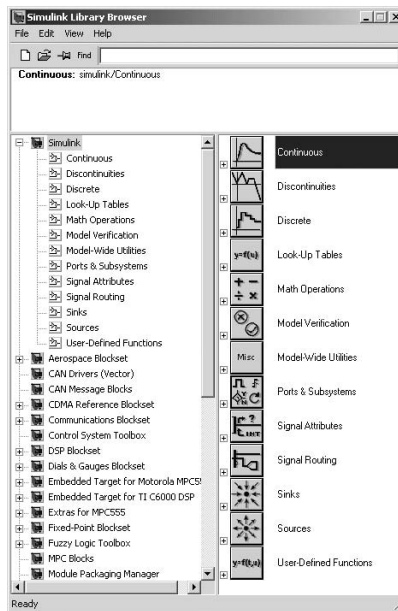 Simulink Library Browser
File Edit View Help
Find
Continuous: simulink/Continuous
Simulink
Continuous
Discontinuities
Discrete
Look-Up Tables
Math Operations
Model Verification
Model-Wide Utilities
Ports & Subsystems
Signal Attributes
Signal Routing
Sinks
Sources
User-Defined Functions
Aerospace Blockset
CAN Drivers (Vector)
CAN Message Blocks
CDMA Reference Blockset
Communications Blockset
Control System Toolbox
DSP Blockset
Dials & Gauges Blockset
Embedded Target for Motorola MPC5
Embedded Target for TI C6000 DSP
Extras for MPC555
Fixed-Point Blockset
Fuzzy Logic Toolbox
MPC Blocks
Module Packaging Manager
Continuous
Discontinuities
Discrete
y=f(u) Look-Up Tables
+ − ÷ × Math Operations
Model Verification
Misc Model-Wide Utilities
Ports & Subsystems
Signal Attributes
Signal Routing
Sinks
Sources
y=f(t,u) User-Defined Functions
Ready